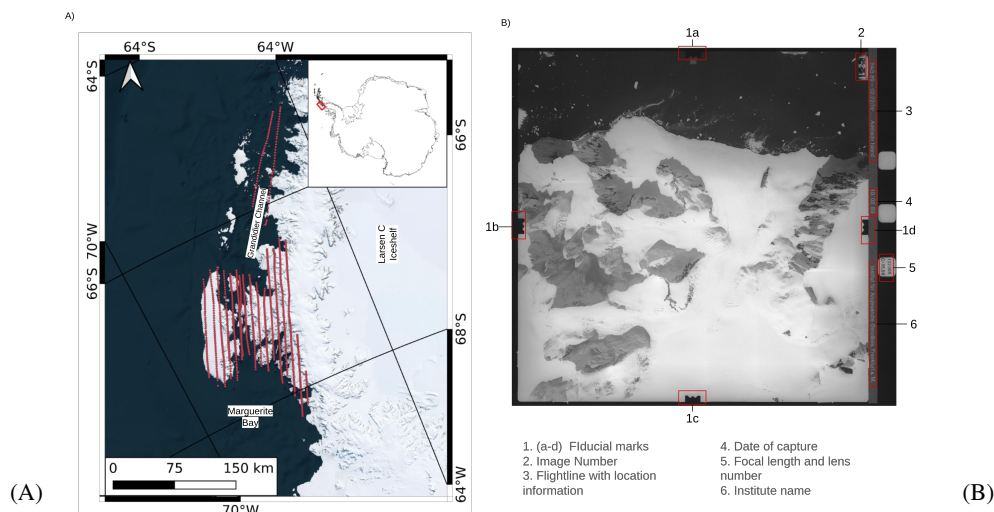 A)
64°S
64°W
64°S
66°S
70°W
66°S
68°S
64°W
70°W
Grandidier Channel
Larsen C
Iceshelf
Marguerite
Bay
0 75 150 km
(A)
B)
1a
2
3
4
1d
5
6
1b
1c
1. (a-d) FIducial marks
2. Image Number
3. Flightline with location
information
4. Date of capture
5. Focal length and lens
number
6. Institute name
(B)